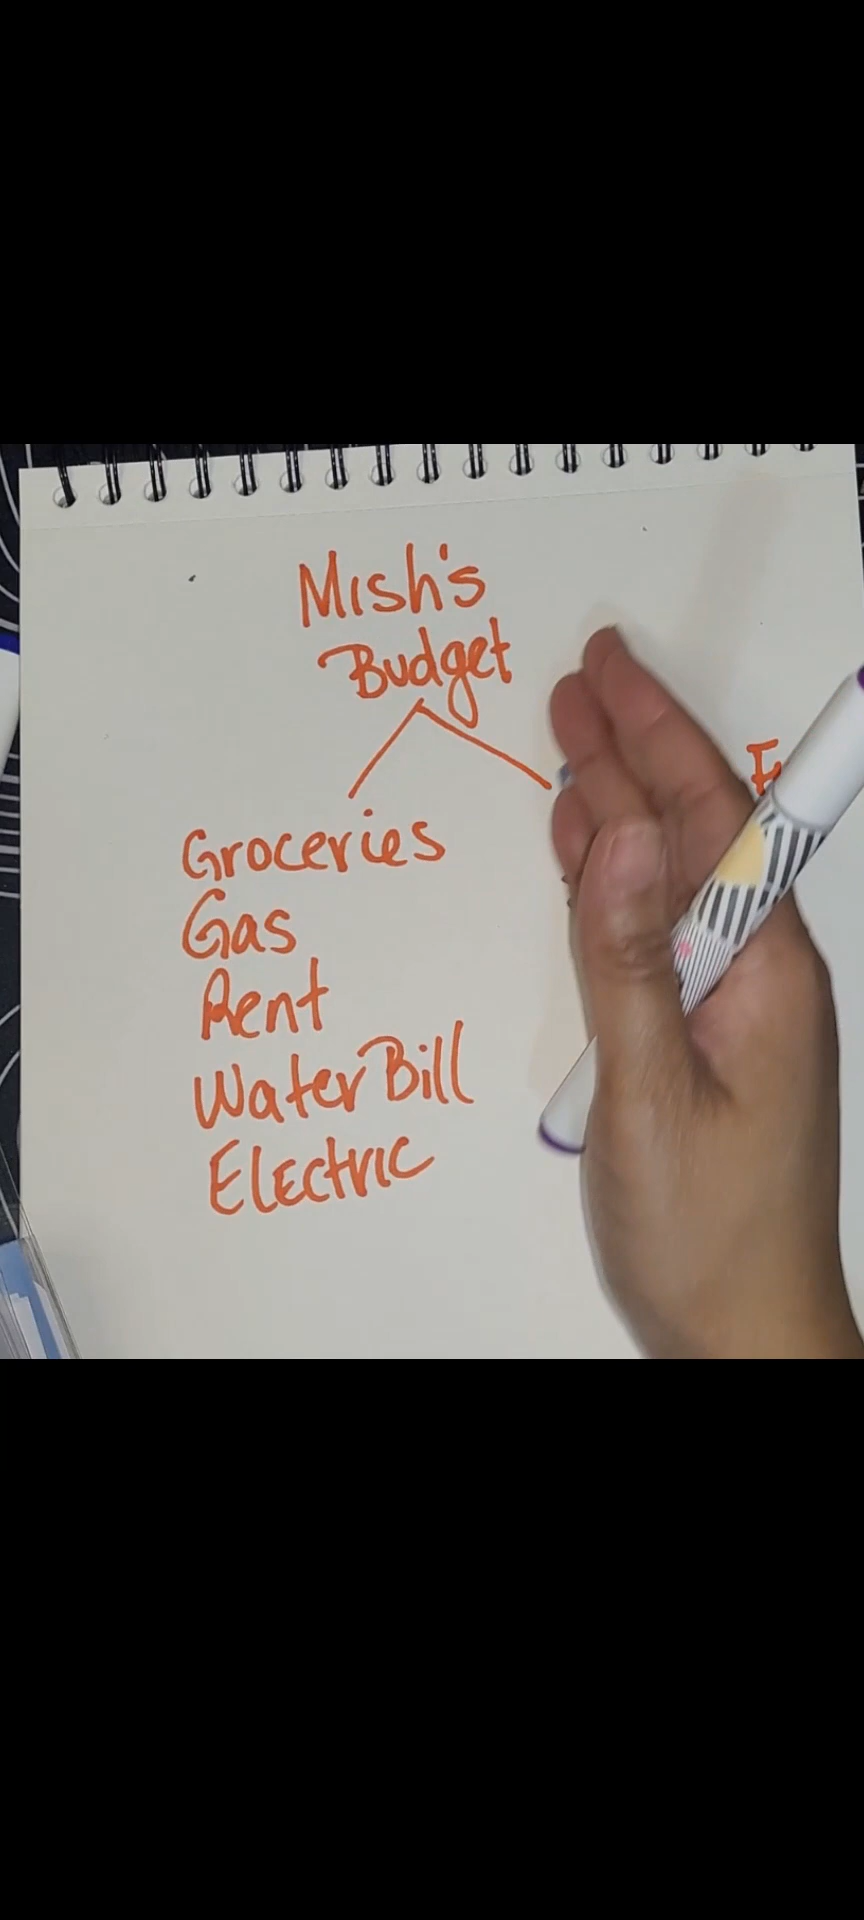 Mish's
Budget
Groceries
Gas
Rent
Water Bill
Electric